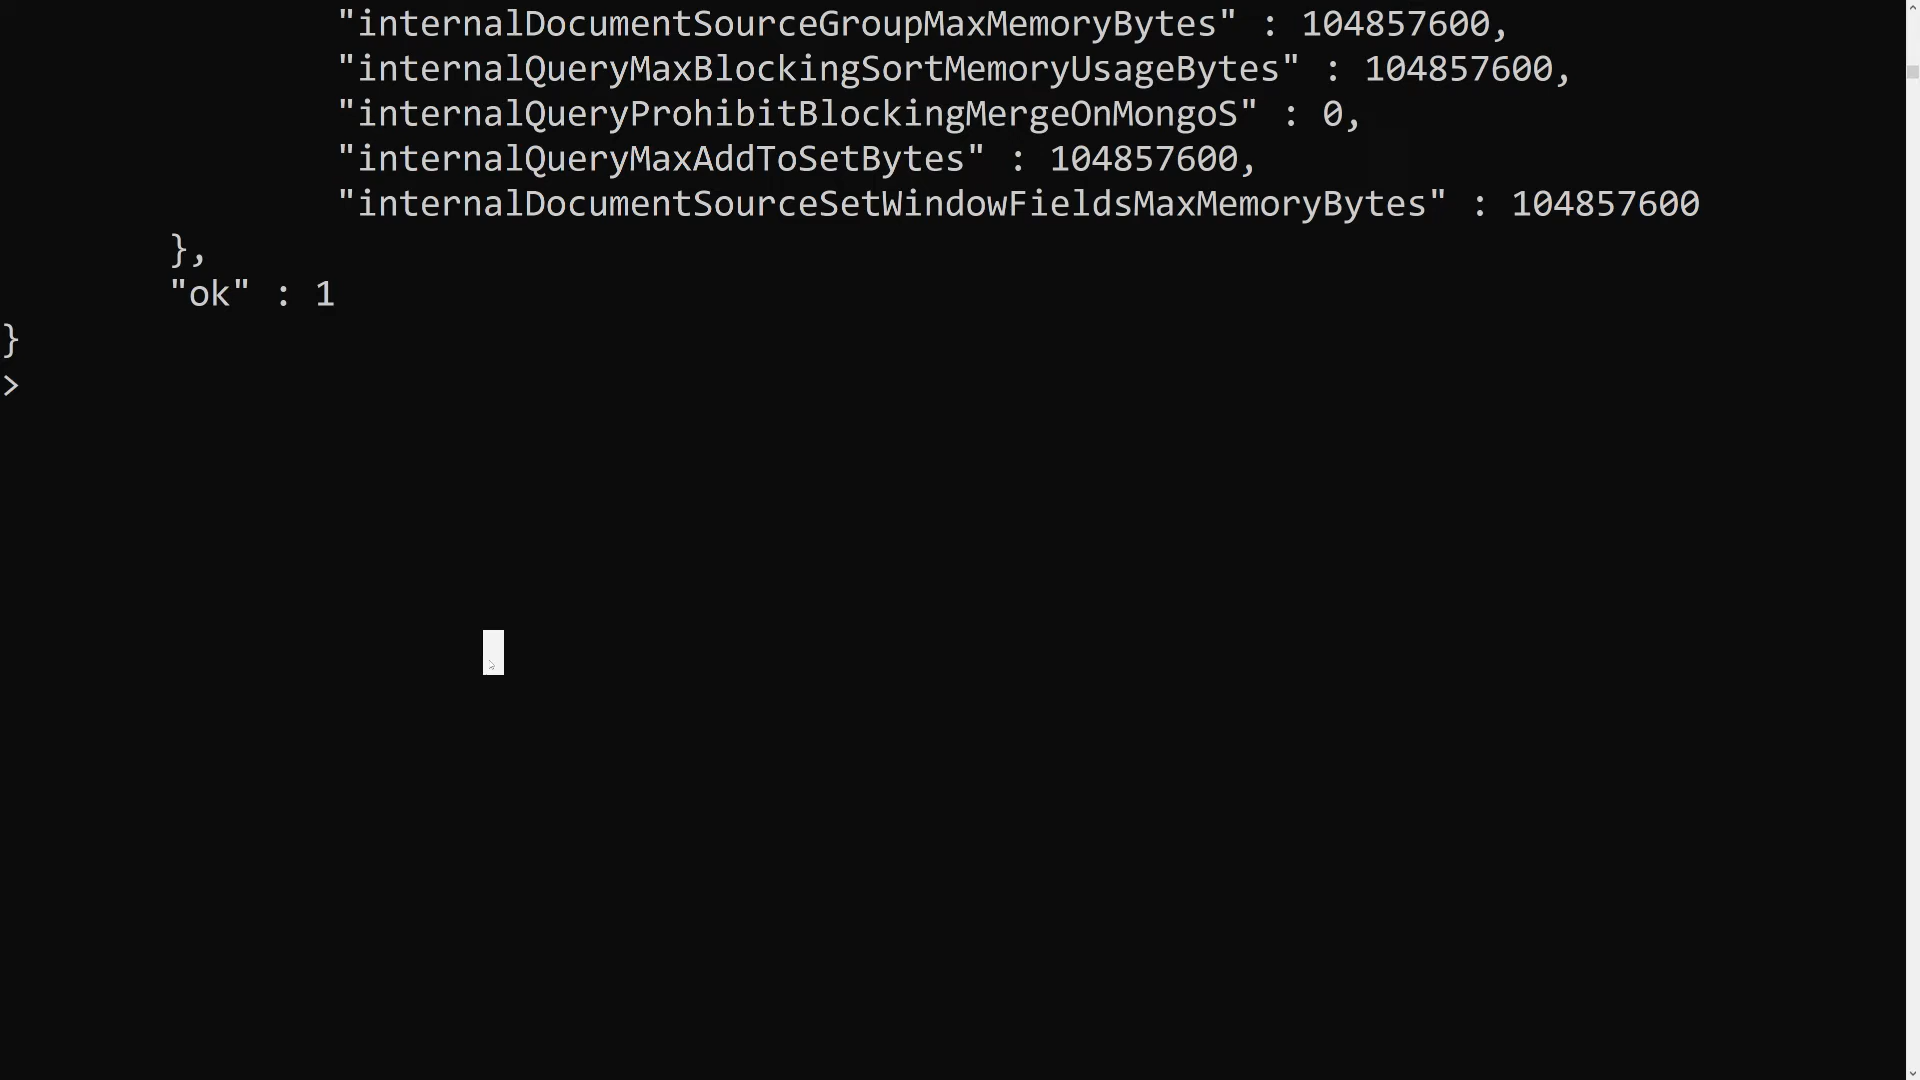 "internalDocumentSourceGroupMaxMemoryBytes" : 104857600,
"internalQueryMaxBlockingSortMemoryUsageBytes" : 104857600,
"internalQueryProhibitBlockingMergeOnMongoS" : 0,
"internalQueryMaxAddToSetBytes" : 104857600,
"internalDocumentSourceSetWindowFieldsMaxMemoryBytes" : 104857600
},
"ok" : 1
}
>